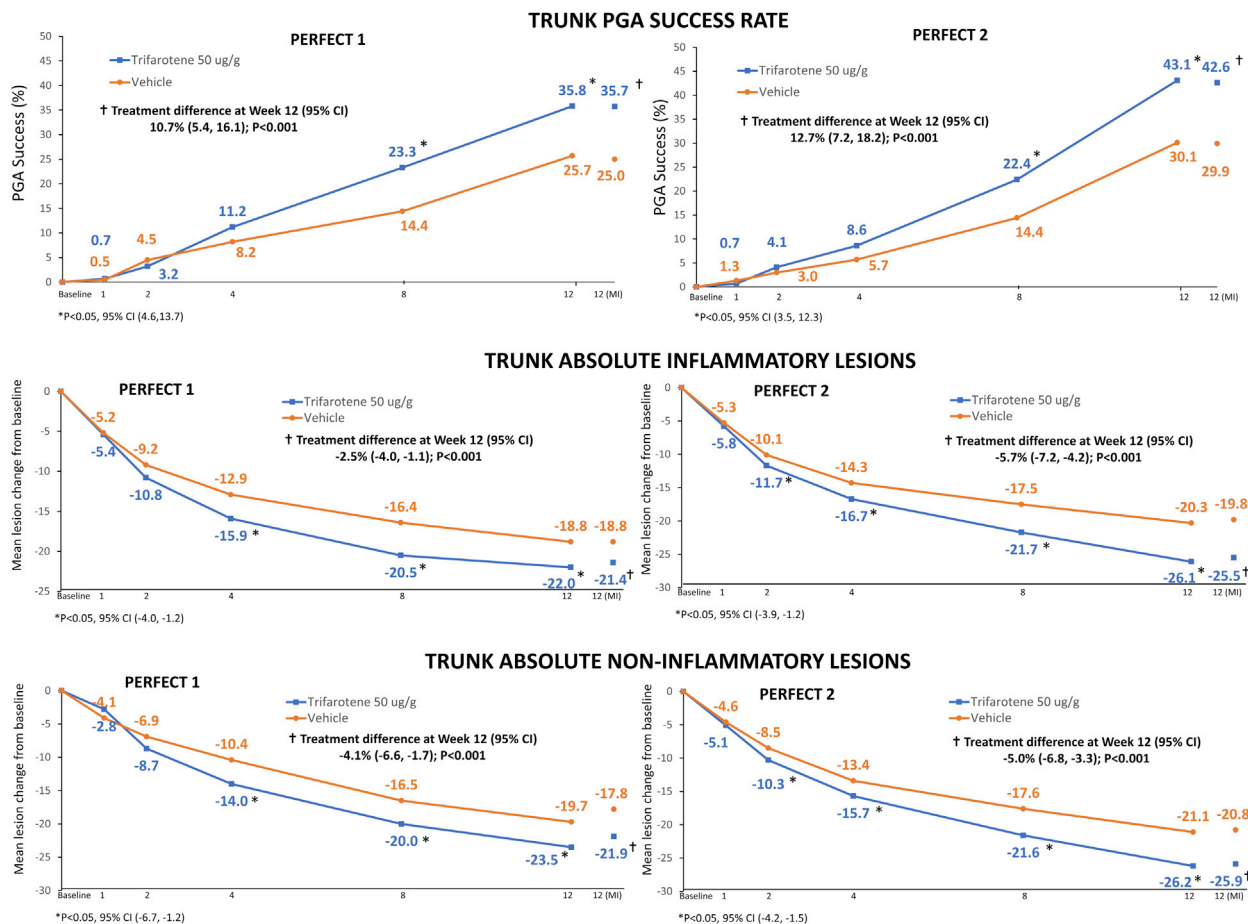 TRUNK PGA SUCCESS RATE
PERFECT 1
PGA Success (%)
50
45
40
35
30
25
20
15
10
5
0
Trifarotene 50 ug/g
Vehicle
† Treatment difference at Week 12 (95% CI)
10.7% (5.4, 16.1); P<0.001
0.7
0.5
4.5
3.2
11.2
8.2
23.3 *
14.4
35.8 *
25.7
35.7 †
25.0
Baseline 1 2 4 8 12 12 (MI)
*P<0.05, 95% CI (4.6,13.7)
PERFECT 2
PGA Success (%)
50
45
40
35
30
25
20
15
10
5
0
Trifarotene 50 ug/g
Vehicle
† Treatment difference at Week 12 (95% CI)
12.7% (7.2, 18.2); P<0.001
0.7
1.3
4.1
3.0
8.6
5.7
22.4 *
14.4
43.1 *
30.1
42.6 †
29.9
Baseline 1 2 4 8 12 12 (MI)
*P<0.05, 95% CI (3.5, 12.3)
TRUNK ABSOLUTE INFLAMMATORY LESIONS
PERFECT 1
Mean lesion change from baseline
0
-5
-10
-15
-20
-25
Trifarotene 50 ug/g
Vehicle
† Treatment difference at Week 12 (95% CI)
-2.5% (-4.0, -1.1); P<0.001
-5.2
-5.4
-9.2
-10.8
-12.9
-15.9 *
-16.4
-20.5 *
-18.8
-22.0 *
-18.8
-21.4 †
Baseline 1 2 4 8 12 12 (MI)
*P<0.05, 95% CI (-4.0, -1.2)
PERFECT 2
Mean lesion change from baseline
0
-5
-10
-15
-20
-25
-30
Trifarotene 50 ug/g
Vehicle
† Treatment difference at Week 12 (95% CI)
-5.7% (-7.2, -4.2); P<0.001
-5.3
-5.8
-10.1
-11.7 *
-14.3
-16.7 *
-17.5
-21.7 *
-20.3
-26.1 *
-19.8
-25.5 †
Baseline 1 2 4 8 12 12 (MI)
*P<0.05, 95% CI (-3.9, -1.2)
TRUNK ABSOLUTE NON-INFLAMMATORY LESIONS
PERFECT 1
Mean lesion change from baseline
0
-5
-10
-15
-20
-25
-30
Trifarotene 50 ug/g
Vehicle
† Treatment difference at Week 12 (95% CI)
-4.1% (-6.6, -1.7); P<0.001
-4.1
-2.8
-6.9
-8.7
-10.4
-14.0 *
-16.5
-20.0 *
-19.7
-23.5 *
-17.8
-21.9 †
Baseline 1 2 4 8 12 12 (MI)
*P<0.05, 95% CI (-6.7, -1.2)
PERFECT 2
Mean lesion change from baseline
0
-5
-10
-15
-20
-25
-30
Trifarotene 50 ug/g
Vehicle
† Treatment difference at Week 12 (95% CI)
-5.0% (-6.8, -3.3); P<0.001
-4.6
-5.1
-8.5
-10.3 *
-13.4
-15.7 *
-17.6
-21.6 *
-21.1
-26.2 *
-20.8
-25.9 †
Baseline 1 2 4 8 12 12 (MI)
*P<0.05, 95% CI (-4.2, -1.5)